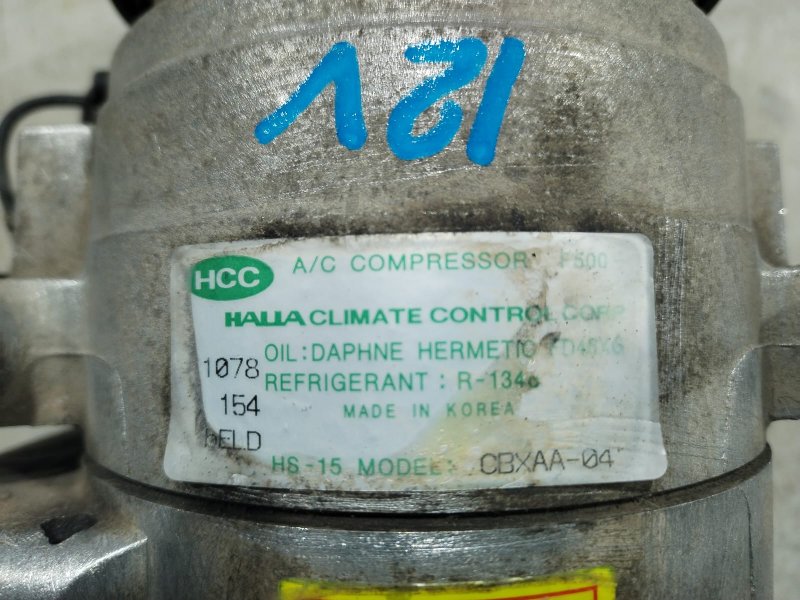 121
HCC A/C COMPRESSOR F500
HALLA CLIMATE CONTROL CORP
OIL: DAPHNE HERMETIC
1078
REFRIGERANT : R-134a
154
MADE IN KOREA
HS-15 MODEL: CBXAA-04